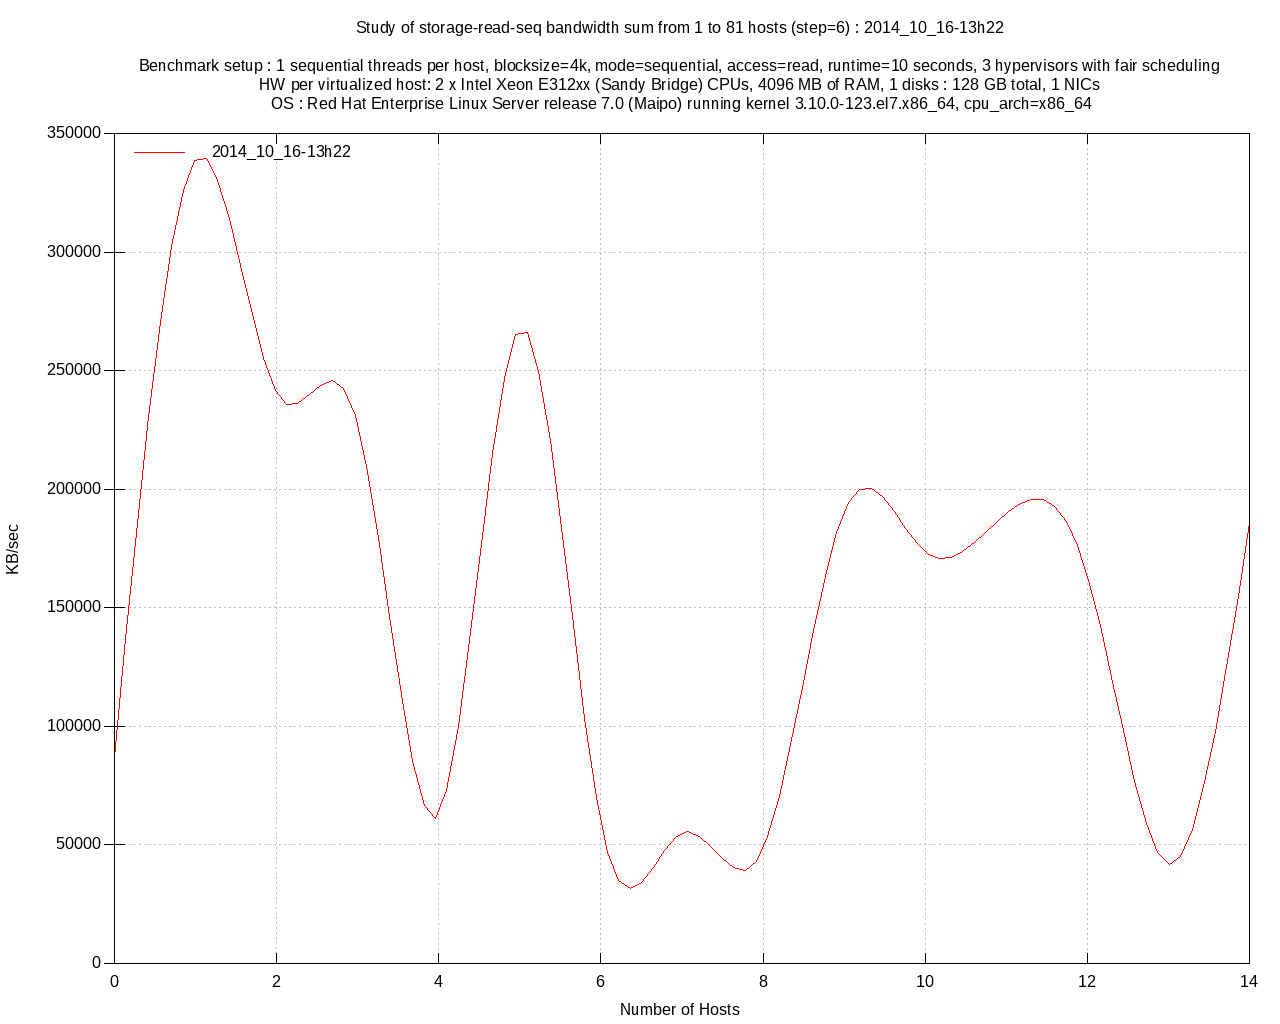 Study of storage-read-seq bandwidth sum from 1 to 81 hosts (step=6) : 2014_10_16-13h22
Benchmark setup : 1 sequential threads per host, blocksize=4k, mode=sequential, access=read, runtime=10 seconds, 3 hypervisors with fair scheduling
HW per virtualized host: 2 x Intel Xeon E312xx (Sandy Bridge) CPUs, 4096 MB of RAM, 1 disks : 128 GB total, 1 NICs
OS : Red Hat Enterprise Linux Server release 7.0 (Maipo) running kernel 3.10.0-123.el7.x86_64, cpu_arch=x86_64
350000
2014_10_16-13h22
300000
250000
200000
KB/sec
150000
100000
50000
0
0 2 4 6 8 10 12 14
Number of Hosts